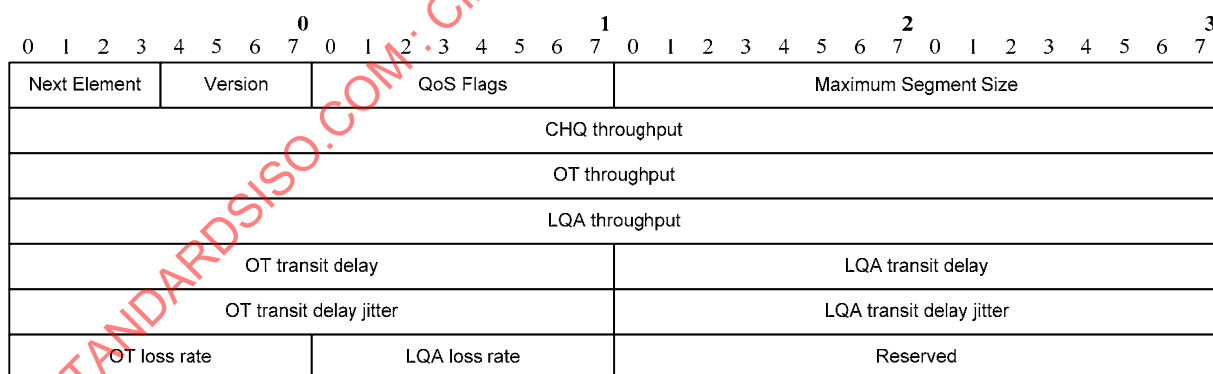 0 1 2 3
0 1 2 3 4 5 6 7 0 1 2 3 4 5 6 7 0 1 2 3 4 5 6 7 0 1 2 3 4 5 6 7
Next Element Version QoS Flags Maximum Segment Size
CHQ throughput
OT throughput
LQA throughput
OT transit delay LQA transit delay
OT transit delay jitter LQA transit delay jitter
OT loss rate LQA loss rate Reserved
TANDARDSISO.COM :